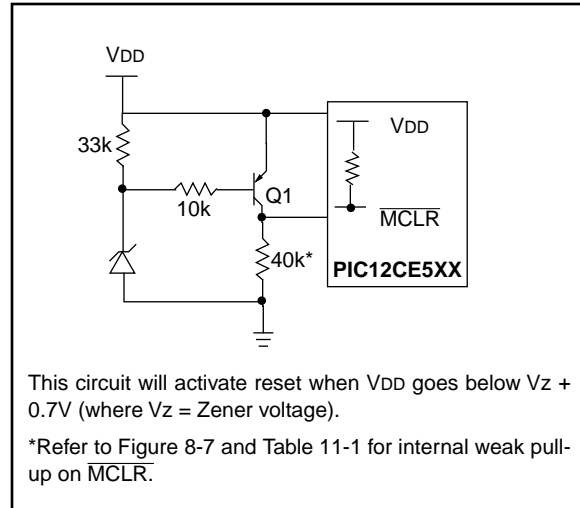 VDD
33k
10k
Q1
40k*
VDD
MCLR
PIC12CE5XX
This circuit will activate reset when VDD goes below Vz +
0.7V (where Vz = Zener voltage).
*Refer to Figure 8-7 and Table 11-1 for internal weak pull-
up on MCLR.